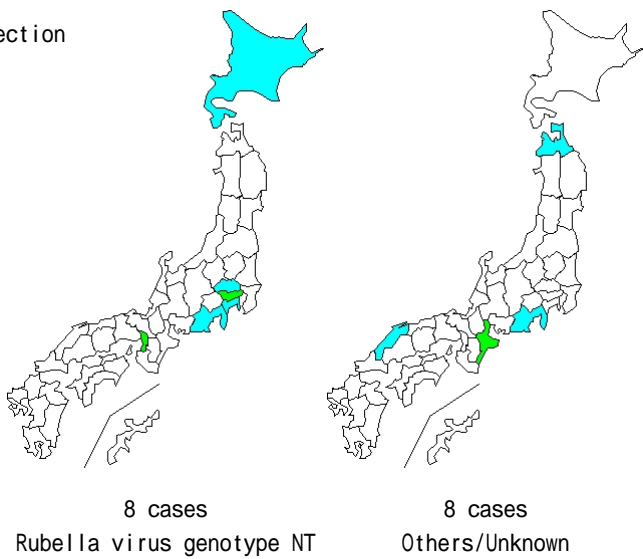 ection
8 cases
8 cases
Rubella virus genotype NT
Others/Unknown